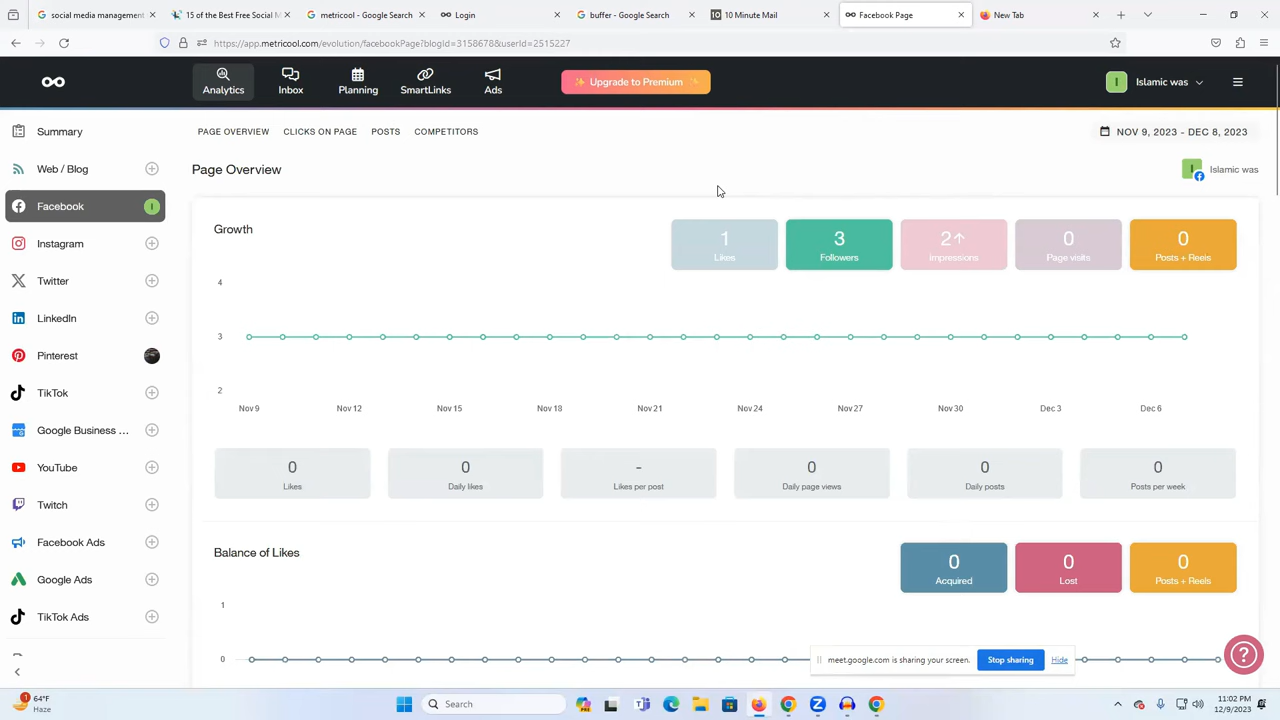 social media management
15 of the Best Free Social M
metricool - Google Search
Login
buffer - Google Search
10 10 Minute Mail
Facebook Page
New Tab
https://app.metricool.com/evolution/facebookPage?blogId=3158678&userId=2515227
Analytics
Inbox
Planning
SmartLinks
Ads
Upgrade to Premium
I Islamic was
Summary
Web / Blog
Facebook I
Instagram
Twitter
LinkedIn
Pinterest
TikTok
Google Business ...
YouTube
Twitch
Facebook Ads
Google Ads
TikTok Ads
PAGE OVERVIEW CLICKS ON PAGE POSTS COMPETITORS
NOV 9, 2023 - DEC 8, 2023
Page Overview
I Islamic was
Growth
1
Likes
3
Followers
2↑
Impressions
0
Page visits
0
Posts + Reels
4
3
2
Nov 9 Nov 12 Nov 15 Nov 18 Nov 21 Nov 24 Nov 27 Nov 30 Dec 3 Dec 6
0
Likes
0
Daily likes
-
Likes per post
0
Daily page views
0
Daily posts
0
Posts per week
Balance of Likes
0
Acquired
0
Lost
0
Posts + Reels
1
0
meet.google.com is sharing your screen.
Stop sharing
Hide
?
1
64°F
Haze
Search
PRE
11:02 PM
12/9/2023